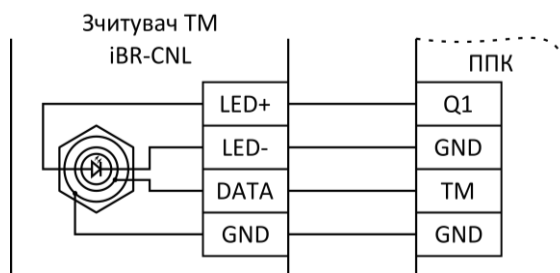 Зчитувач ТМ
iBR-CNL
ППК
LED+
Q1
LED-
GND
DATA
TM
GND
GND